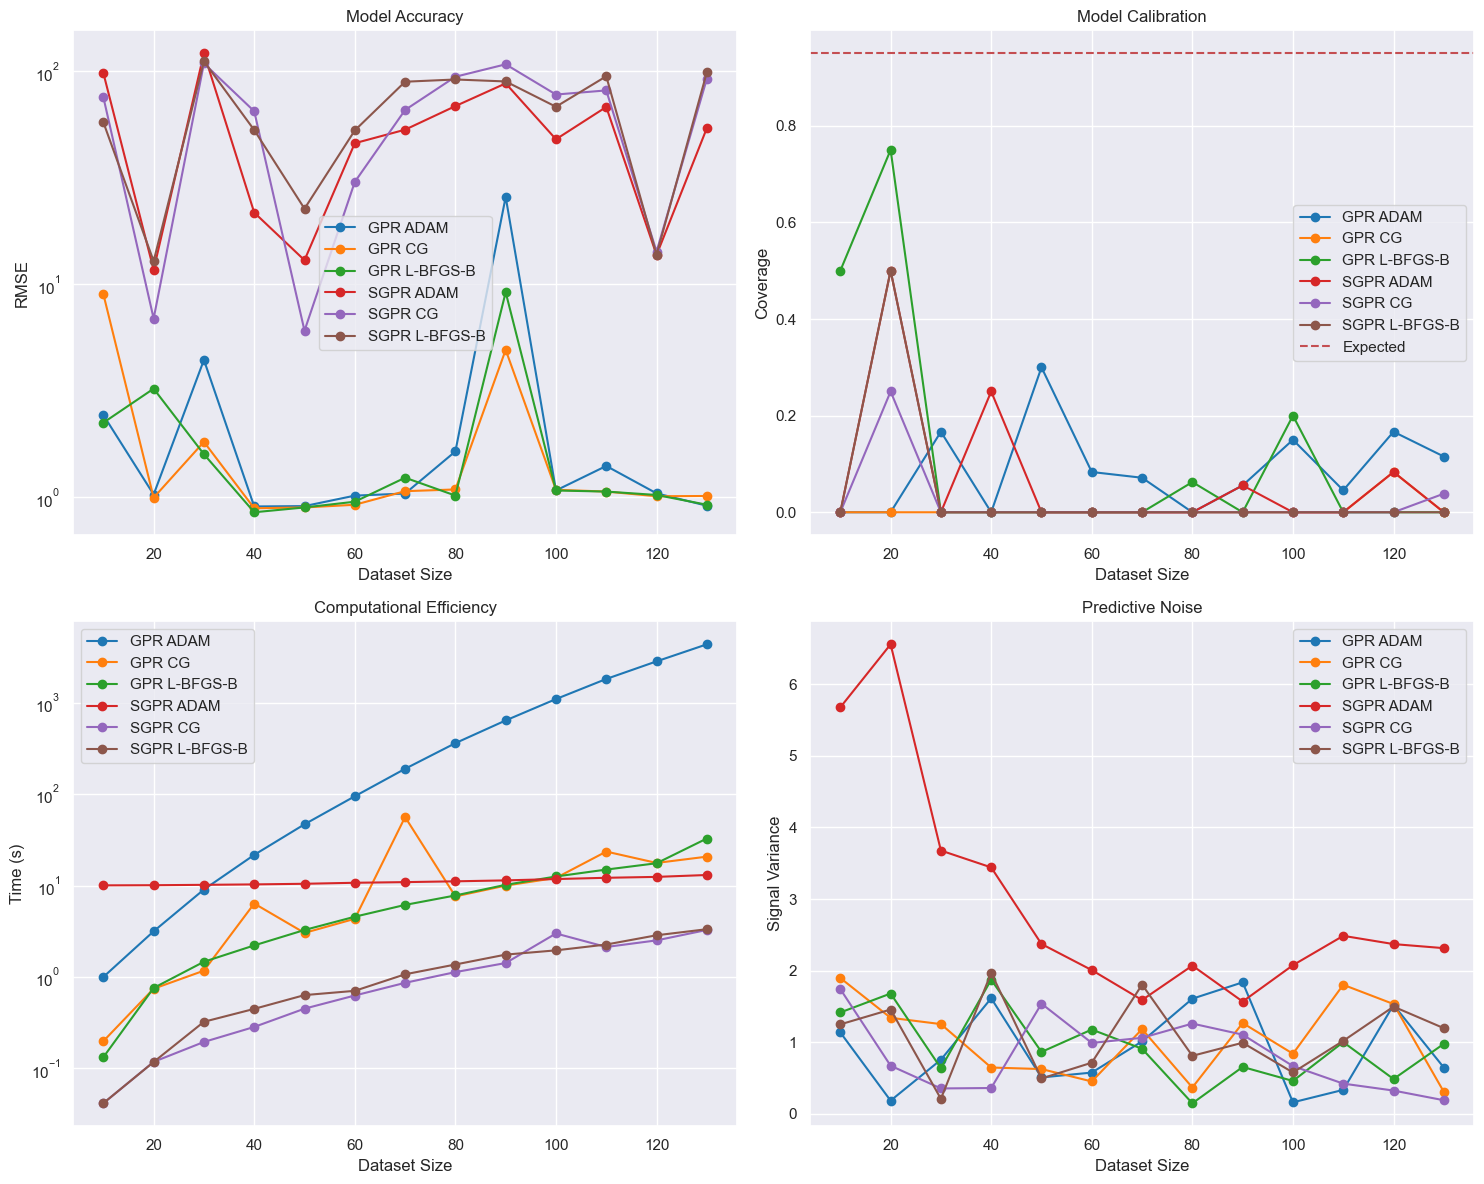 Model Accuracy
RMSE
10²
10¹
10⁰
20
40
60
80
100
120
Dataset Size
GPR ADAM
GPR CG
GPR L-BFGS-B
SGPR ADAM
SGPR CG
SGPR L-BFGS-B
Model Calibration
Coverage
0.8
0.6
0.4
0.2
0.0
20
40
60
80
100
120
Dataset Size
GPR ADAM
GPR CG
GPR L-BFGS-B
SGPR ADAM
SGPR CG
SGPR L-BFGS-B
Expected
Computational Efficiency
Time (s)
10³
10²
10¹
10⁰
10⁻¹
20
40
60
80
100
120
Dataset Size
GPR ADAM
GPR CG
GPR L-BFGS-B
SGPR ADAM
SGPR CG
SGPR L-BFGS-B
Predictive Noise
Signal Variance
6
5
4
3
2
1
0
20
40
60
80
100
120
Dataset Size
GPR ADAM
GPR CG
GPR L-BFGS-B
SGPR ADAM
SGPR CG
SGPR L-BFGS-B